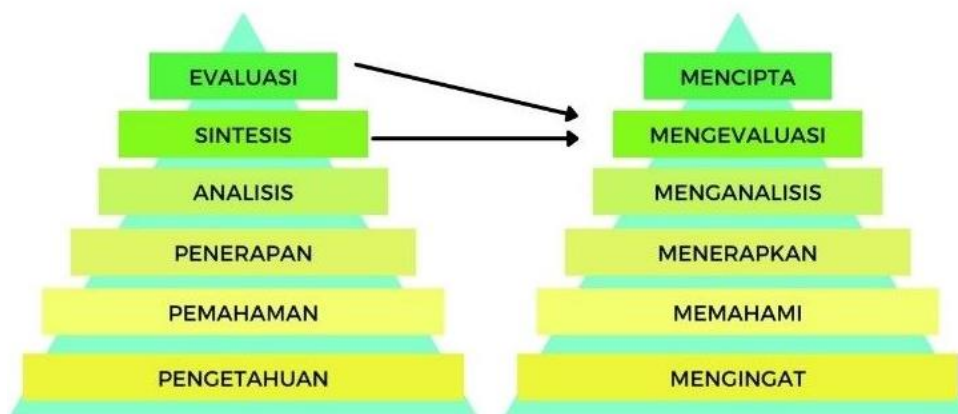 EVALUASI
SINTESIS
ANALISIS
PENERAPAN
PEMAHAMAN
PENGETAHUAN
MENCIPTA
MENGEVALUASI
MENGANALISIS
MENERAPKAN
MEMAHAMI
MENGINGAT